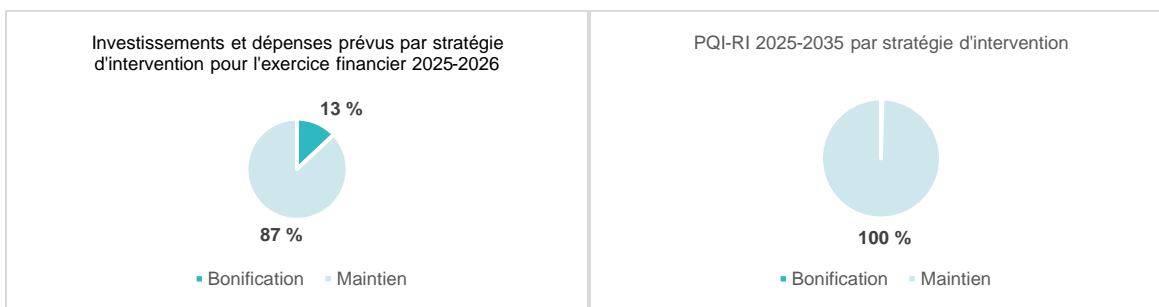 Investissements et dépenses prévus par stratégie
d'intervention pour l'exercice financier 2025-2026
13 %
87 %
Bonification Maintien
PQI-RI 2025-2035 par stratégie d'intervention
100 %
Bonification Maintien